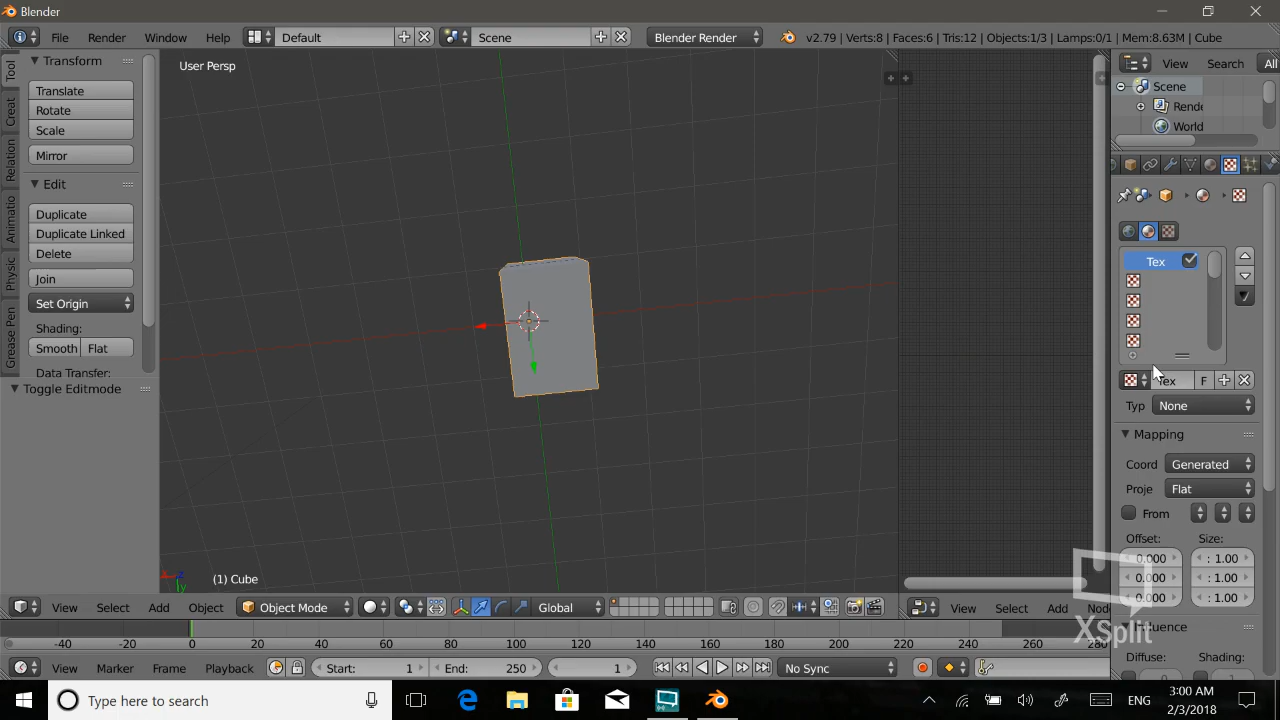 Blender
File Render Window Help Default Scene Blender Render v2.79 | Verts:8 | Faces:6 | Tris:12 | Objects:1/3 | Lamps:0/1 | Mem:8.63M | Cube
Tool
Creat
Relation
Animatio
Physic
Grease Pen
Transform
Translate
Rotate
Scale
Mirror
Edit
Duplicate
Duplicate Linked
Delete
Join
Set Origin
Shading:
Smooth Flat
Data Transfer:
Toggle Editmode
User Persp
(1) Cube
View Search All
Scene
Rende
World
Tex
Tex F
Typ None
Mapping
Coord Generated
Proje Flat
From
Offset: Size:
0.000 : 1.00
0.000 : 1.00
0.000 : 1.00
Influence
Diffuse: Shading:
XSplit
View Select Add Object Object Mode Global View Select Add Node
-40 -20 0 20 40 60 80 100 120 140 160 180 200 220 240 260 280
View Marker Frame Playback Start: 1 End: 250 1 No Sync
Type here to search
ENG
3:00 AM
2/3/2018